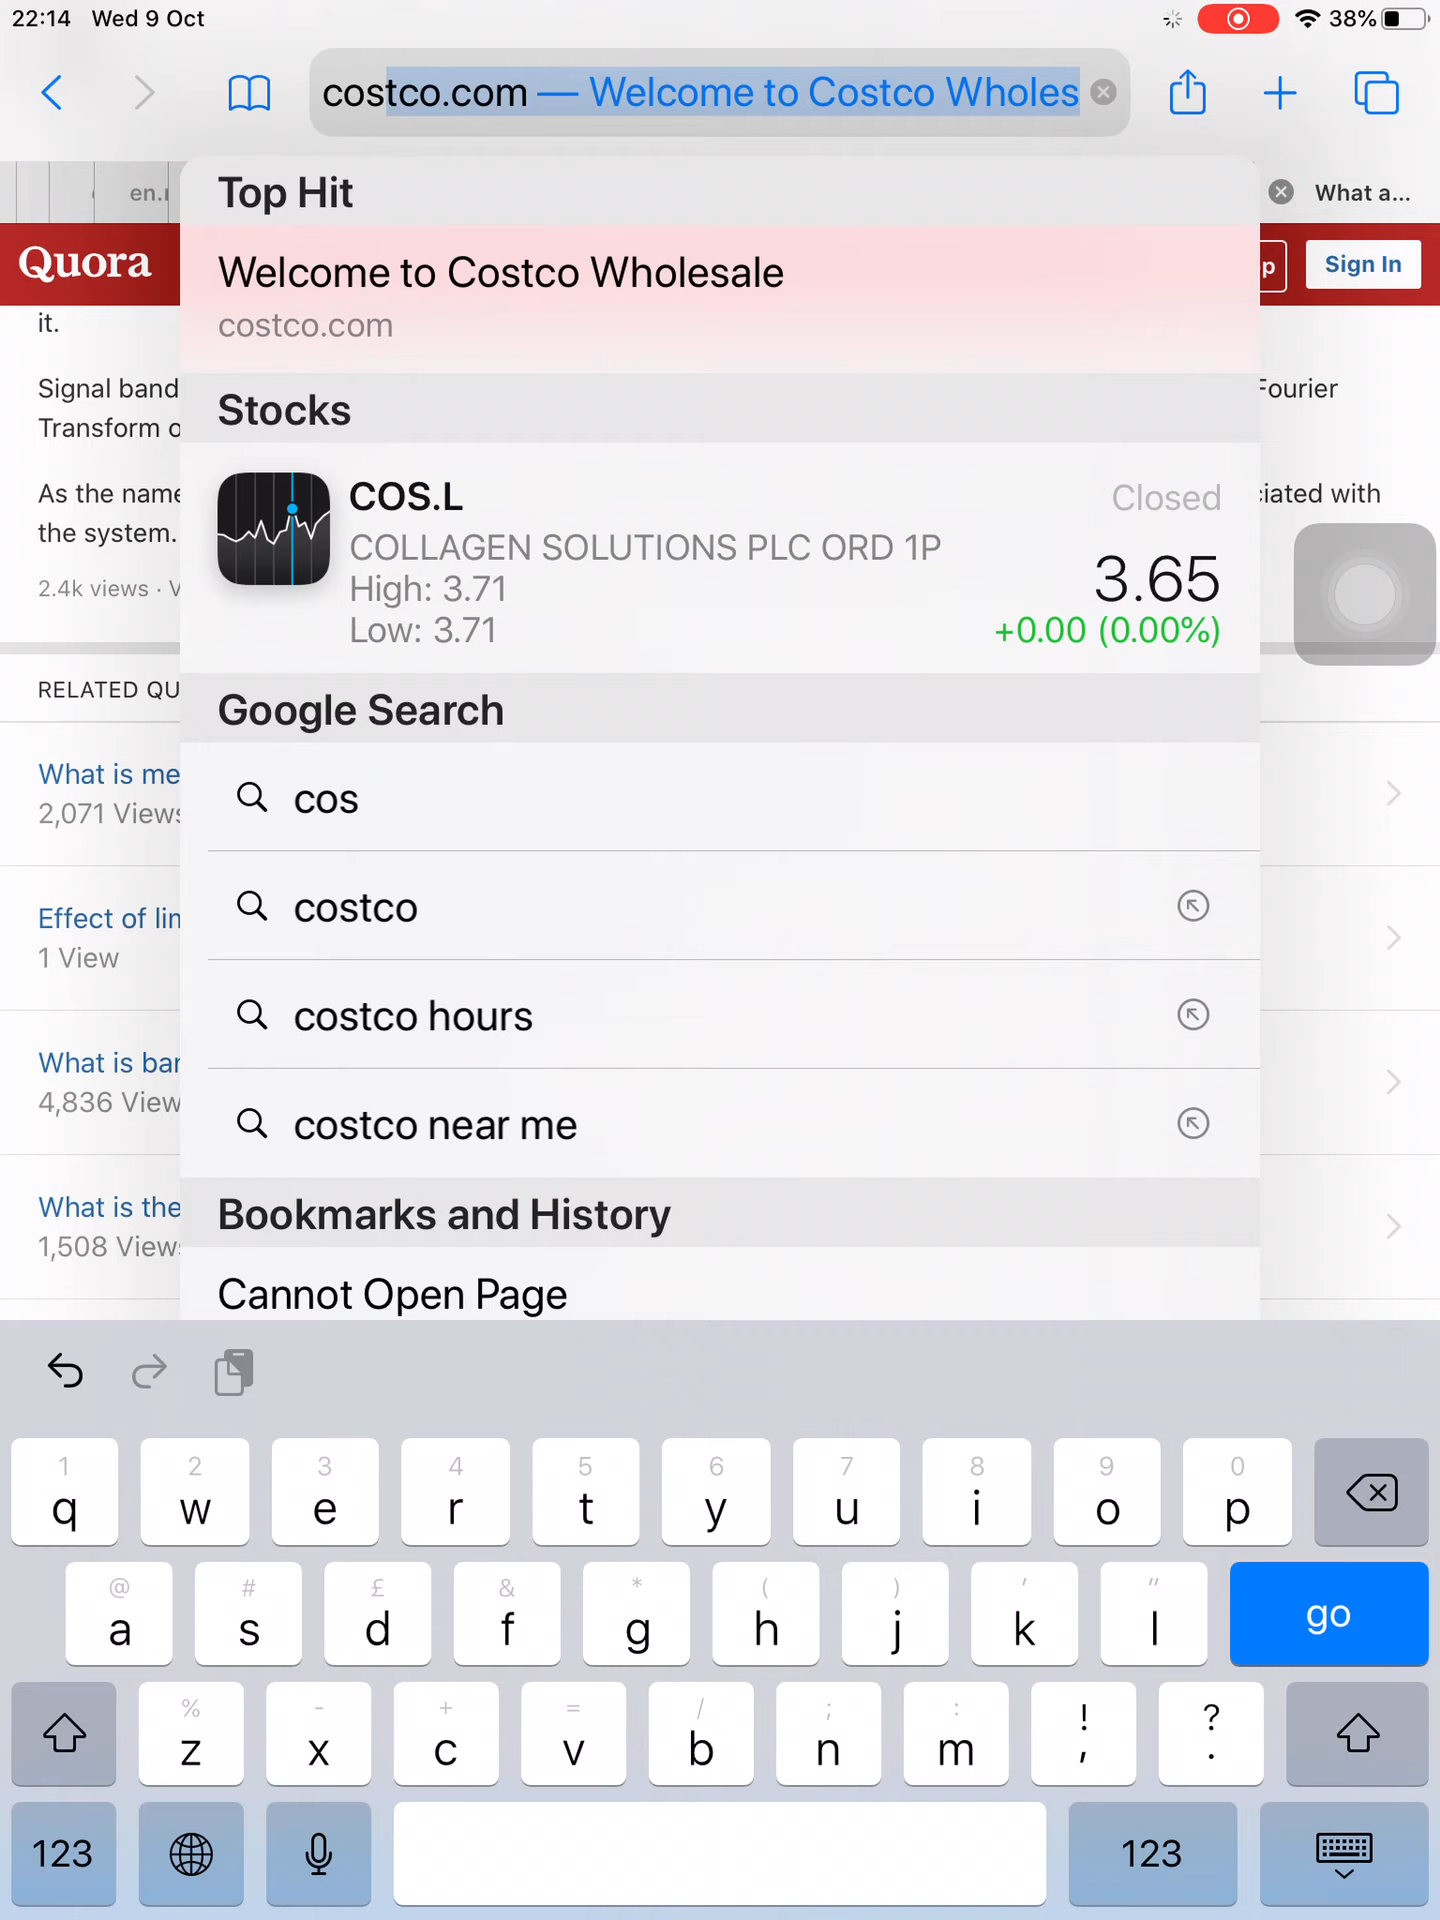 22:14 Wed 9 Oct 38%
costco.com — Welcome to Costco Wholes
en.
What a...
Top Hit
Quora
Sign In
Welcome to Costco Wholesale
costco.com
it.
Signal band
Fourier
Transform o
Stocks
As the name
ciated with
the system.
2.4k views · V
COS.L
Closed
COLLAGEN SOLUTIONS PLC ORD 1P
High: 3.71
3.65
Low: 3.71
+0.00 (0.00%)
RELATED QU
Google Search
What is me
2,071 Views
cos
Effect of lin
1 View
costco
What is bar
4,836 View
costco hours
costco near me
What is the
1,508 Views
Bookmarks and History
Cannot Open Page
1 2 3 4 5 6 7 8 9 0
q w e r t y u i o p
@ # £ & * ( ) ' "
a s d f g h j k l go
% - + = / ; : ! ?
z x c v b n m , .
123 123